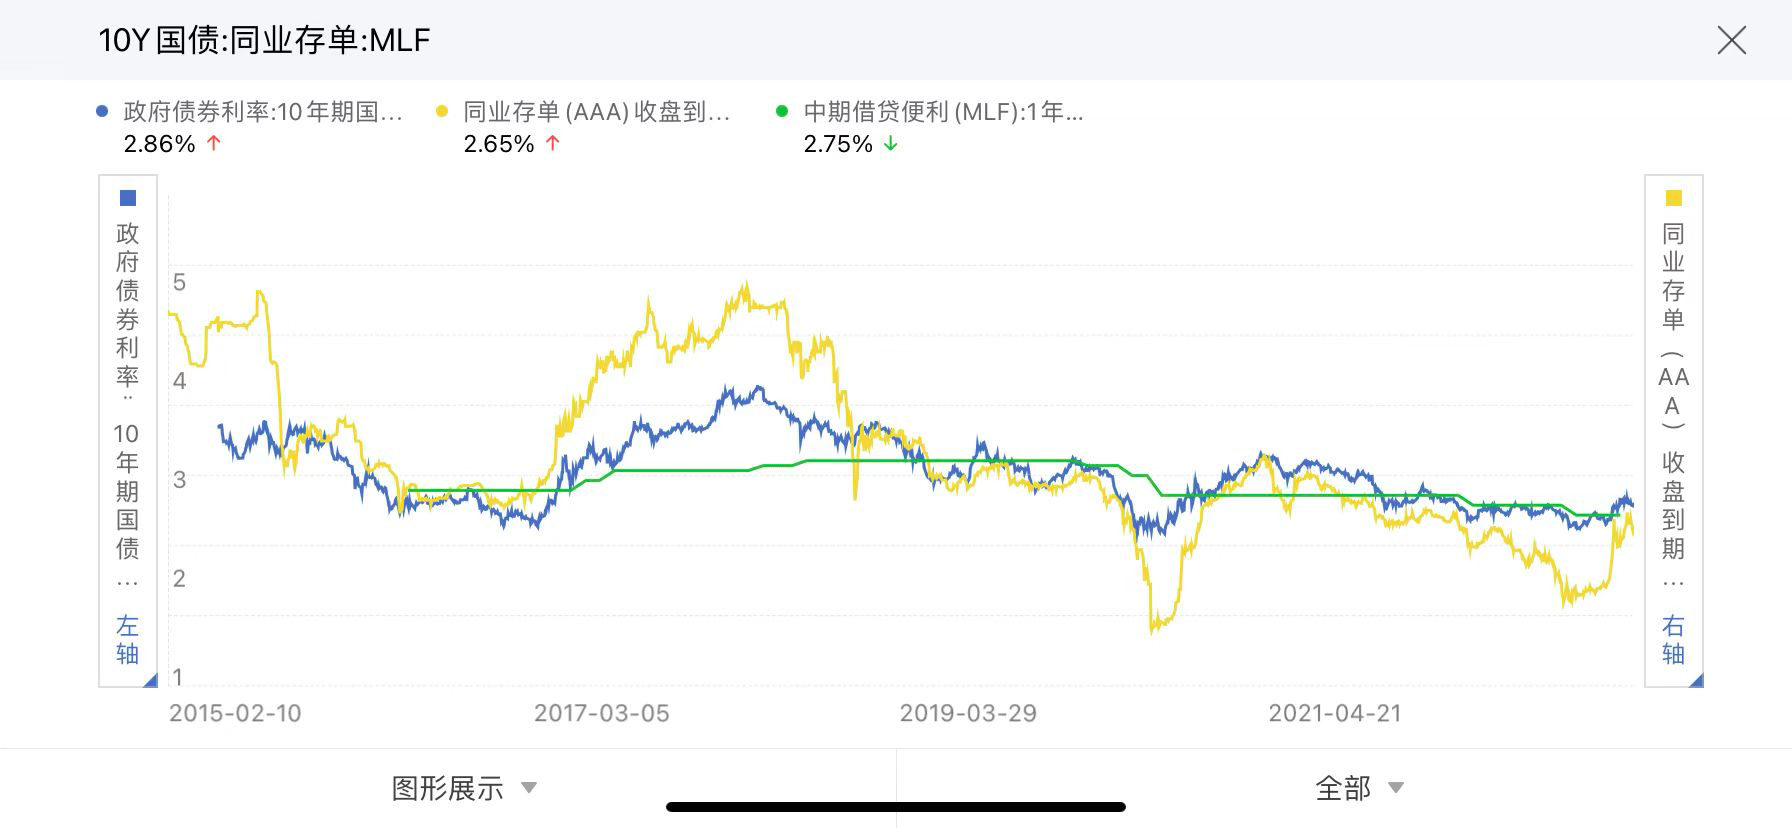 10Y国债:同业存单:MLF
政府债券利率:10年期国...
同业存单(AAA)收盘到...
中期借贷便利(MLF):1年...
2.86% ↑
2.65% ↑
2.75% ↓
政府债券利率: 10年期国债... 左轴
5
4
3
2
1
同业存单(AAA)收盘到期... 右轴
2015-02-10
2017-03-05
2019-03-29
2021-04-21
图形展示
全部